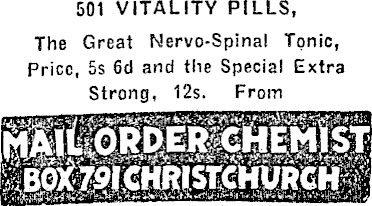 501 VITALITY PILLS,
The Great Nervo-Spinal Tonic,
Price, 5s 6d and the Special Extra
Strong, 12s. From
MAIL ORDER CHEMIST
BOX 791 CHRISTCHURCH